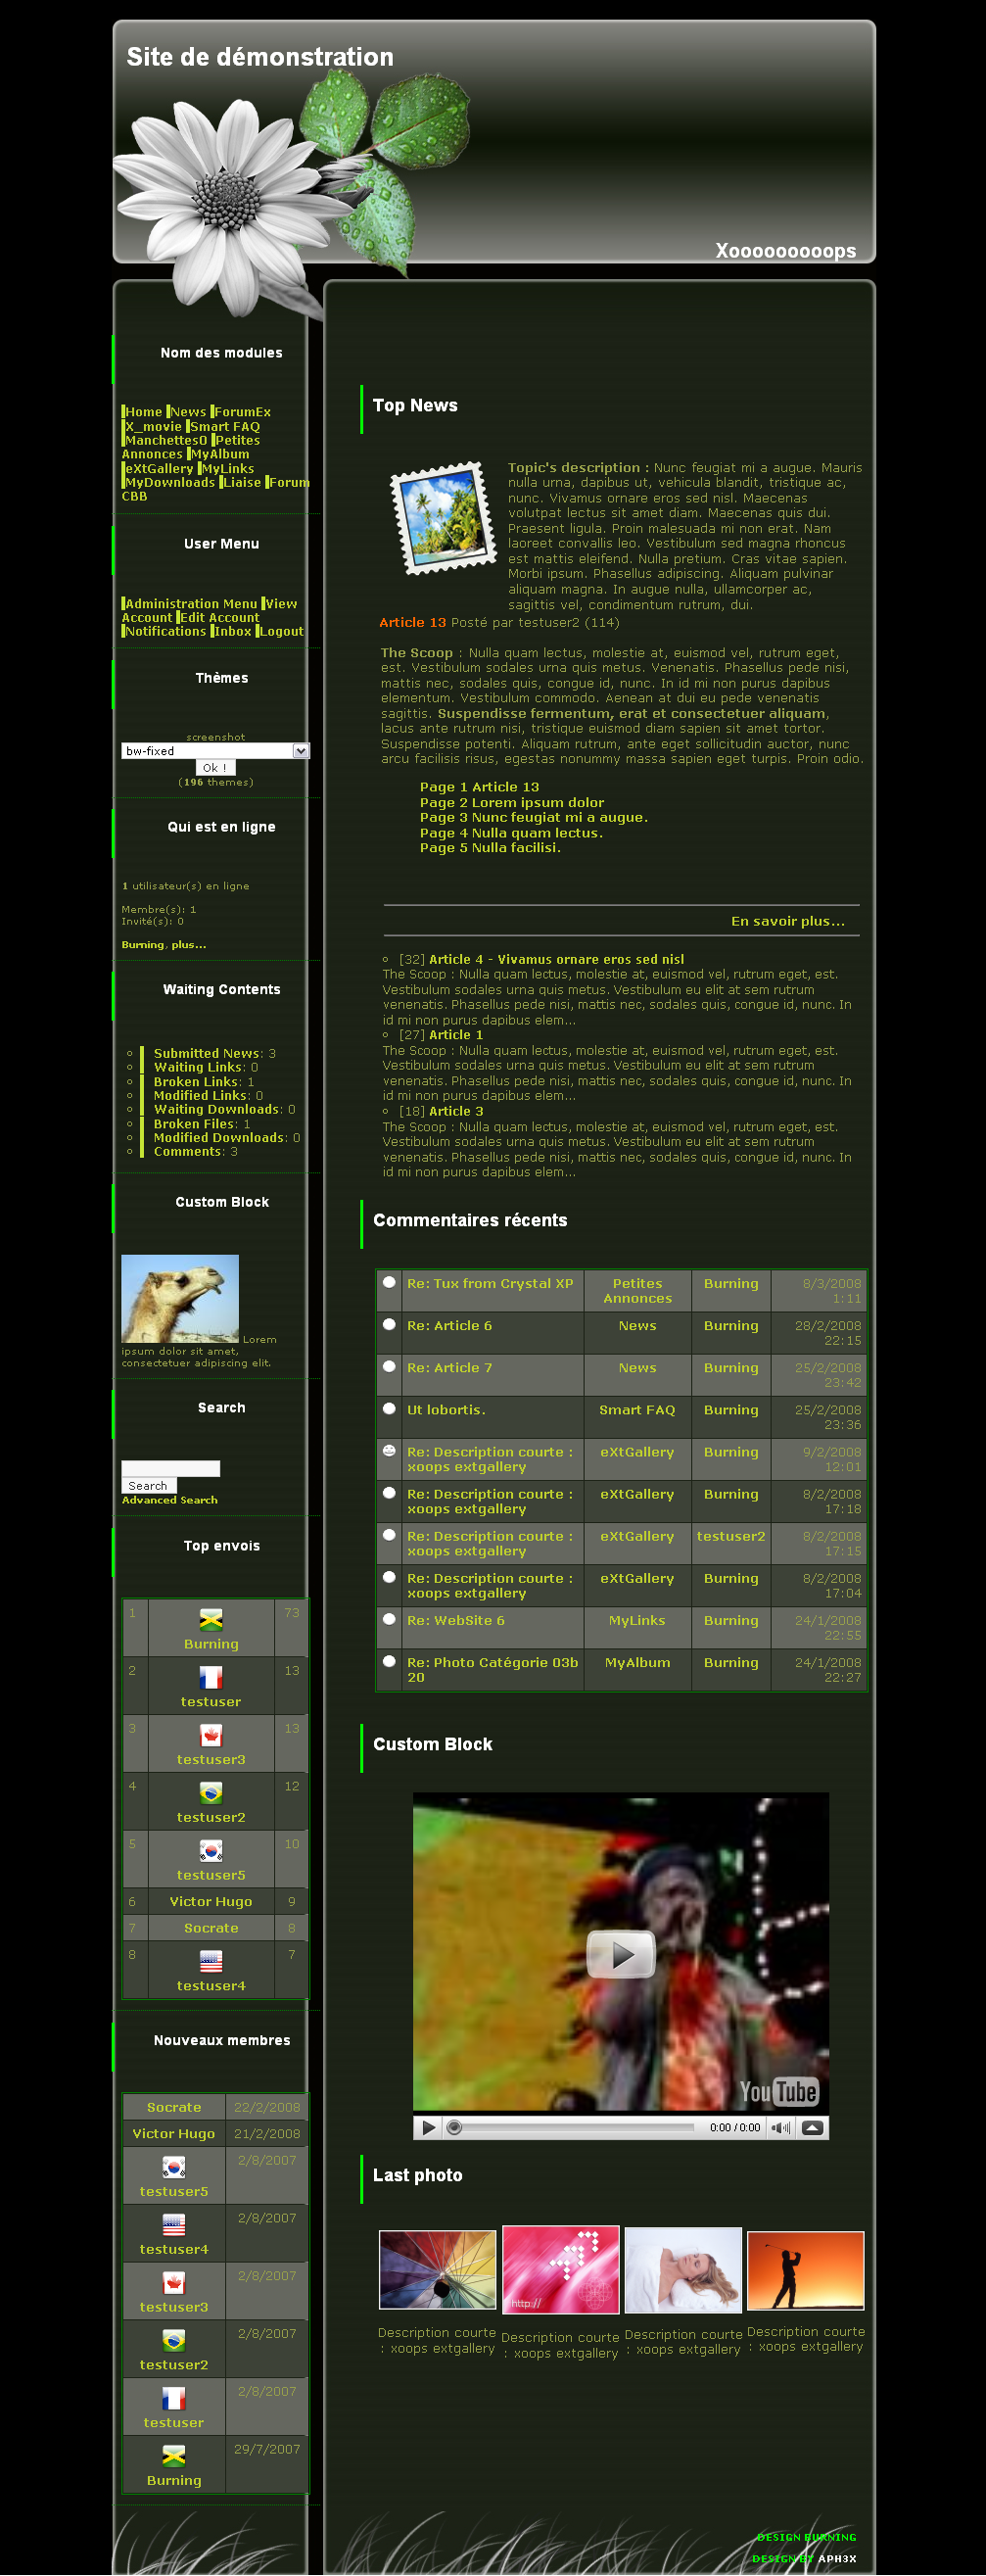 Site de démonstration
Xoooooooooops
Nom des modules
Home News ForumEx
X_movie Smart FAQ
Manchettes0 Petites
Annonces MyAlbum
eXtGallery MyLinks
MyDownloads Liaise Forum
CBB
User Menu
Administration Menu View
Account Edit Account
Notifications Inbox Logout
Thèmes
screenshot
bw-fixed
Ok !
(196 themes)
Qui est en ligne
1 utilisateur(s) en ligne
Membre(s): 1
Invité(s): 0
Burning, plus...
Waiting Contents
Submitted News: 3
Waiting Links: 0
Broken Links: 1
Modified Links: 0
Waiting Downloads: 0
Broken Files: 1
Modified Downloads: 0
Comments: 3
Custom Block
Lorem
ipsum dolor sit amet,
consectetuer adipiscing elit.
Search
Search
Advanced Search
Top envois
1 Burning 73
2 testuser 13
3 testuser3 13
4 testuser2 12
5 testuser5 10
6 Victor Hugo 9
7 Socrate 8
8 testuser4 7
Nouveaux membres
Socrate 22/2/2008
Victor Hugo 21/2/2008
testuser5 2/8/2007
testuser4 2/8/2007
testuser3 2/8/2007
testuser2 2/8/2007
testuser 2/8/2007
Burning 29/7/2007
Top News
Topic's description : Nunc feugiat mi a augue. Mauris
nulla urna, dapibus ut, vehicula blandit, tristique ac,
nunc. Vivamus ornare eros sed nisl. Maecenas
volutpat lectus sit amet diam. Maecenas quis dui.
Praesent ligula. Proin malesuada mi non erat. Nam
laoreet convallis leo. Vestibulum sed magna rhoncus
est mattis eleifend. Nulla pretium. Cras vitae sapien.
Morbi ipsum. Phasellus adipiscing. Aliquam pulvinar
aliquam magna. In augue nulla, ullamcorper ac,
sagittis vel, condimentum rutrum, dui.
Article 13 Posté par testuser2 (114)
The Scoop : Nulla quam lectus, molestie at, euismod vel, rutrum eget,
est. Vestibulum sodales urna quis metus. Venenatis. Phasellus pede nisi,
mattis nec, sodales quis, congue id, nunc. In id mi non purus dapibus
elementum. Vestibulum commodo. Aenean at dui eu pede venenatis
sagittis. Suspendisse fermentum, erat et consectetuer aliquam,
lacus ante rutrum nisi, tristique euismod diam sapien sit amet tortor.
Suspendisse potenti. Aliquam rutrum, ante eget sollicitudin auctor, nunc
arcu facilisis risus, egestas nonummy massa sapien eget turpis. Proin odio.
Page 1 Article 13
Page 2 Lorem ipsum dolor
Page 3 Nunc feugiat mi a augue.
Page 4 Nulla quam lectus.
Page 5 Nulla facilisi.
En savoir plus...
[32] Article 4 - Vivamus ornare eros sed nisl
The Scoop : Nulla quam lectus, molestie at, euismod vel, rutrum eget, est.
Vestibulum sodales urna quis metus. Vestibulum eu elit at sem rutrum
venenatis. Phasellus pede nisi, mattis nec, sodales quis, congue id, nunc. In
id mi non purus dapibus elem...
[27] Article 1
The Scoop : Nulla quam lectus, molestie at, euismod vel, rutrum eget, est.
Vestibulum sodales urna quis metus. Vestibulum eu elit at sem rutrum
venenatis. Phasellus pede nisi, mattis nec, sodales quis, congue id, nunc. In
id mi non purus dapibus elem...
[18] Article 3
The Scoop : Nulla quam lectus, molestie at, euismod vel, rutrum eget, est.
Vestibulum sodales urna quis metus. Vestibulum eu elit at sem rutrum
venenatis. Phasellus pede nisi, mattis nec, sodales quis, congue id, nunc. In
id mi non purus dapibus elem...
Commentaires récents
Re: Tux from Crystal XP Petites Annonces Burning 8/3/2008 1:11
Re: Article 6 News Burning 28/2/2008 22:15
Re: Article 7 News Burning 25/2/2008 23:42
Ut lobortis. Smart FAQ Burning 25/2/2008 23:36
Re: Description courte : xoops extgallery eXtGallery Burning 9/2/2008 12:01
Re: Description courte : xoops extgallery eXtGallery Burning 8/2/2008 17:18
Re: Description courte : xoops extgallery eXtGallery testuser2 8/2/2008 17:15
Re: Description courte : xoops extgallery eXtGallery Burning 8/2/2008 17:04
Re: WebSite 6 MyLinks Burning 24/1/2008 22:55
Re: Photo Catégorie 03b 20 MyAlbum Burning 24/1/2008 22:27
Custom Block
YouTube
0:00 / 0:00
Last photo
http://
Description courte : xoops extgallery
Description courte : xoops extgallery
Description courte : xoops extgallery
Description courte : xoops extgallery
DESIGN BURNING
DESIGN BY APH3X